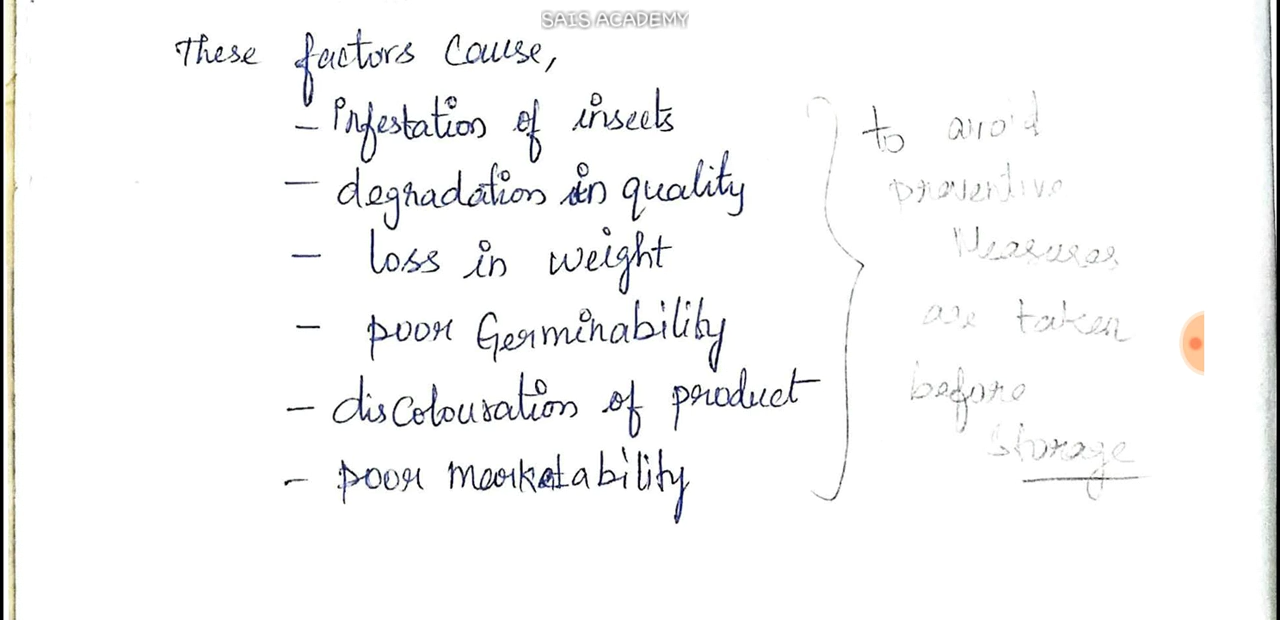 SAIS ACADEMY
These factors cause,
- Infestation of insects
- degradation in quality
- loss in weight
- poor Germinability
- discolouration of product
- poor marketability
to avoid
preventive
Measures
are taken
before
storage